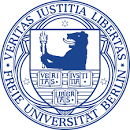 VERITAS IUSTITIA LIBERTAS
FREIE UNIVERSITÄT BERLIN